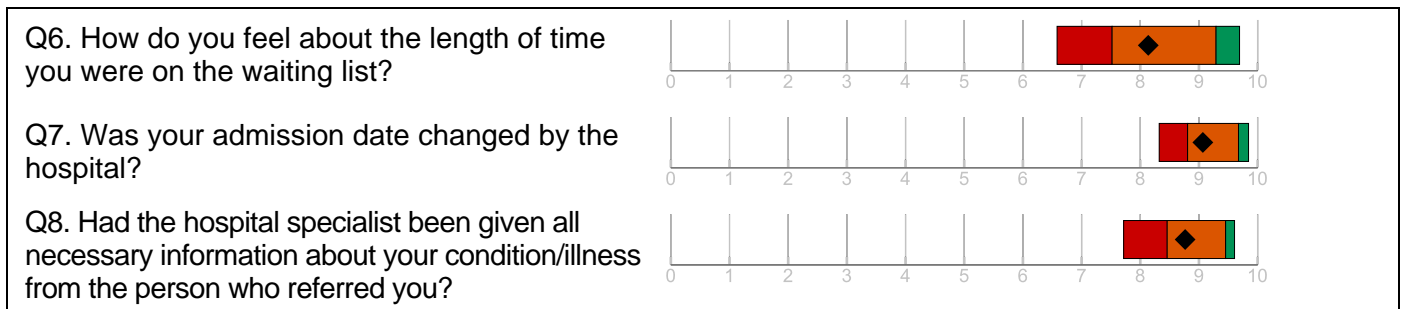 Q6. How do you feel about the length of time
you were on the waiting list?
0 1 2 3 4 5 6 7 8 9 10
Q7. Was your admission date changed by the
hospital?
0 1 2 3 4 5 6 7 8 9 10
Q8. Had the hospital specialist been given all
necessary information about your condition/illness
from the person who referred you?
0 1 2 3 4 5 6 7 8 9 10